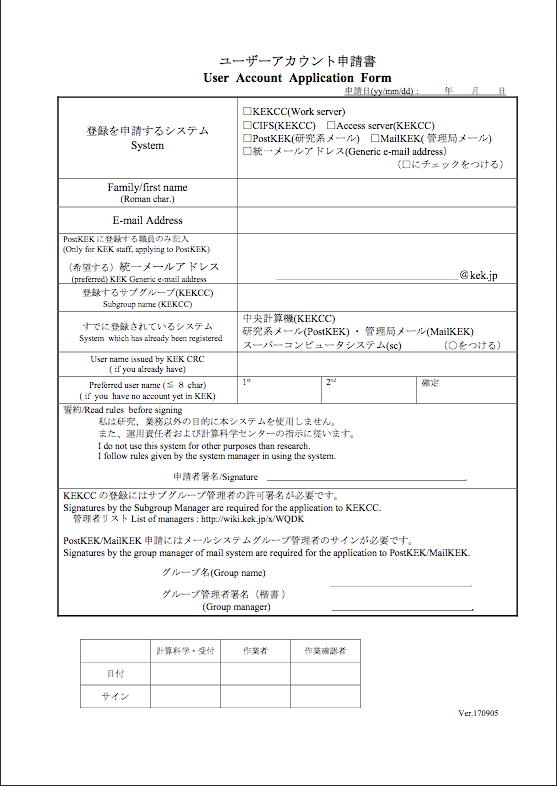 ユーザーアカウント申請書
User Account Application Form
申請日(yy/mm/dd) : 年 月 日
登録を申請するシステム
System
□KEKCC(Work server)
□CIFS(KEKCC) □Access server(KEKCC)
□PostKEK(研究系メール) □MailKEK( 管理局メール)
□統一メールアドレス(Generic e-mail address)
(□にチェックをつける)
Family/first name
(Roman char.)
E-mail Address
PostKEK に登録する職員のみ記入
(Only for KEK staff, applying to PostKEK)
（希望する）統一メールアドレス
(preferred) KEK Generic e-mail address
@kek.jp
登録するサブグループ(KEKCC)
Subgroup name (KEKCC)
すでに登録されているシステム
System which has already been registered
中央計算機(KEKCC)
研究系メール(PostKEK) ・ 管理局メール(MailKEK)
スーパーコンピュータシステム(sc) (○をつける)
User name issued by KEK CRC
( if you already have)
Preferred user name (≦ 8 char)
( if you have no account yet in KEK)
1st
2nd
確定
誓約/Read rules before signing
私は研究、業務以外の目的に本システムを使用しません。
また、運用責任者および計算科学センターの指示に従います。
I do not use this system for other purposes than research.
I follow rules given by the system manager in using the system.
申請者署名/Signature
KEKCC の登録にはサブグループ管理者の許可署名が必要です。
Signatures by the Subgroup Manager are required for the application to KEKCC.
管理者リスト List of managers : http://wiki.kek.jp/x/WQDK
PostKEK/MailKEK 申請にはメールシステムグループ管理者のサインが必要です。
Signatures by the group manager of mail system are required for the application to PostKEK/MailKEK.
グループ名(Group name)
グループ管理者署名（楷書）
(Group manager)
計算科学・受付 作業者 作業確認者
日付
サイン
Ver.170905